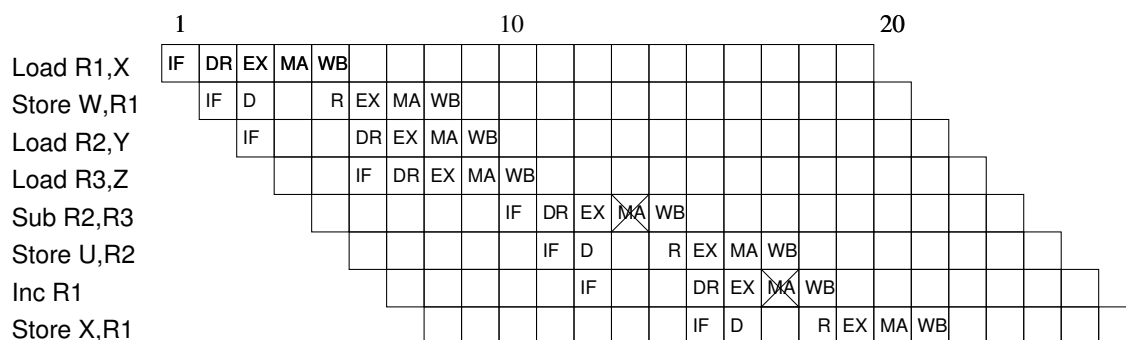 1 10 20
Load R1,X IF DR EX MA WB
Store W,R1 IF D R EX MA WB
Load R2,Y IF DR EX MA WB
Load R3,Z IF DR EX MA WB
Sub R2,R3 IF DR EX MA WB
Store U,R2 IF D R EX MA WB
Inc R1 IF DR EX MA WB
Store X,R1 IF D R EX MA WB